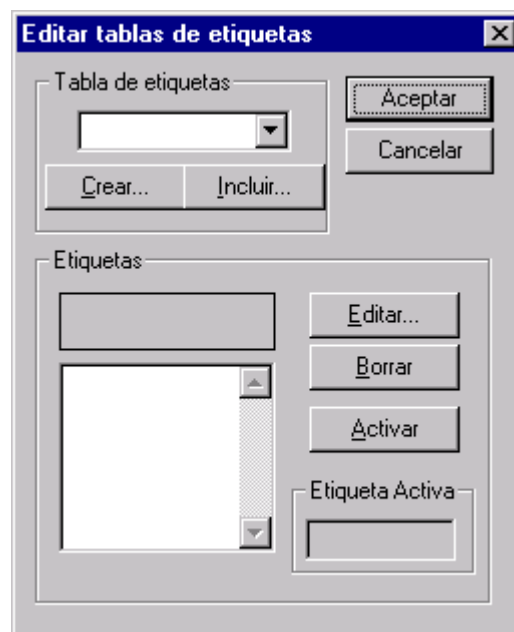 Editar tablas de etiquetas
Tabla de etiquetas
Aceptar
Cancelar
Crear... Incluir...
Etiquetas
Editar...
Borrar
Activar
Etiqueta Activa